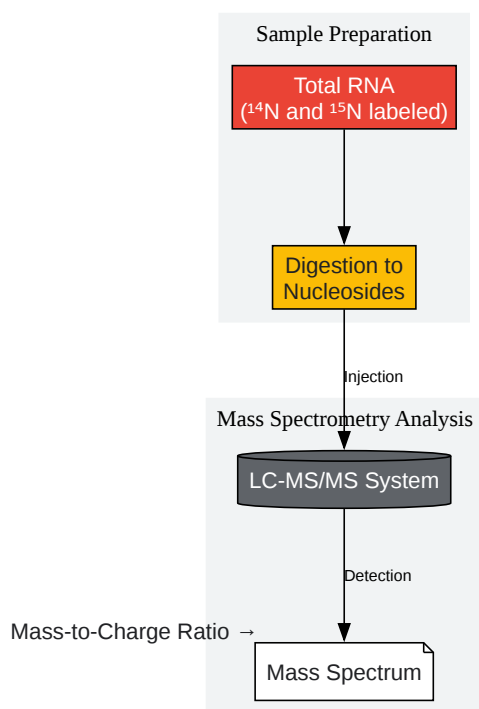 Sample Preparation
Total RNA
(¹⁴N and ¹⁵N labeled)
Digestion to
Nucleosides
Injection
Mass Spectrometry Analysis
LC-MS/MS System
Detection
Mass-to-Charge Ratio →
Mass Spectrum